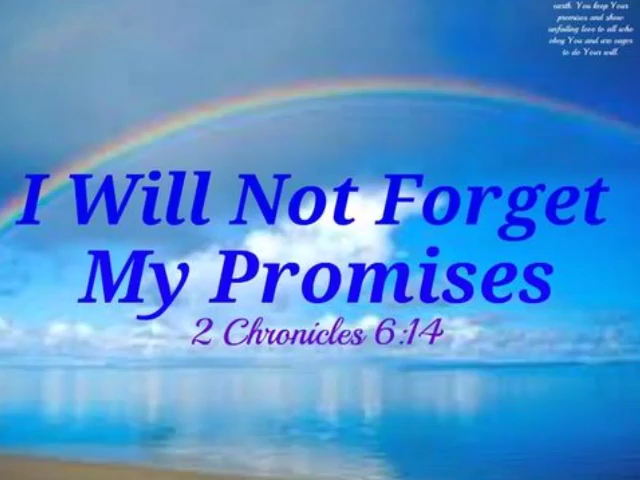 earth. You keep Your
promises and show
unfailing love to all who
obey You and are eager
to do Your will.
I Will Not Forget
My Promises
2 Chronicles 6:14